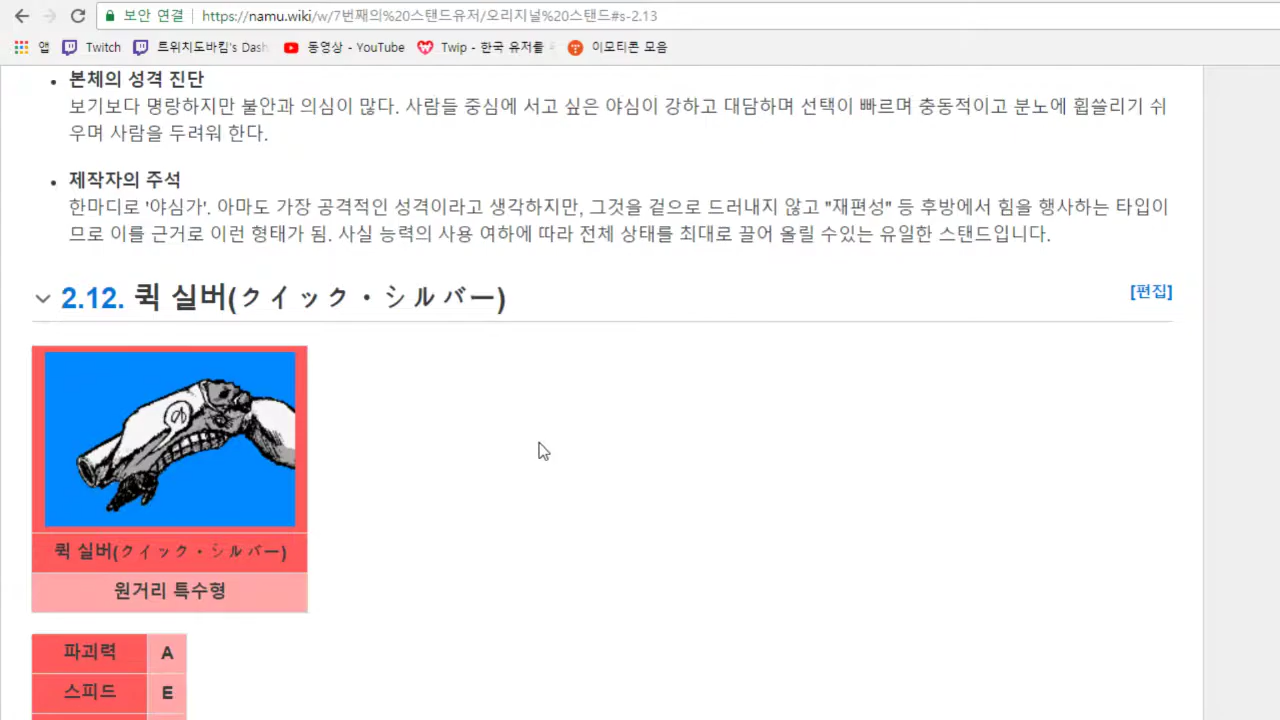 보안 연결 https://namu.wiki/w/7번째의%20스탠드유저/오리지널%20스탠드#s-2.13
앱 Twitch 트위치도바킴's Dash 동영상 - YouTube Twip - 한국 유저를 이모티콘 모음
• 본체의 성격 진단
보기보다 명랑하지만 불안과 의심이 많다. 사람들 중심에 서고 싶은 야심이 강하고 대담하며 선택이 빠르며 충동적이고 분노에 휩쓸리기 쉬
우며 사람을 두려워 한다.
• 제작자의 주석
한마디로 '야심가'. 아마도 가장 공격적인 성격이라고 생각하지만, 그것을 겉으로 드러내지 않고 "재편성" 등 후방에서 힘을 행사하는 타입이
므로 이를 근거로 이런 형태가 됨. 사실 능력의 사용 여하에 따라 전체 상태를 최대로 끌어 올릴 수있는 유일한 스탠드입니다.
2.12. 퀵 실버(クイック・シルバー) [편집]
퀵 실버(クイック・シルバー)
원거리 특수형
파괴력 A
스피드 E